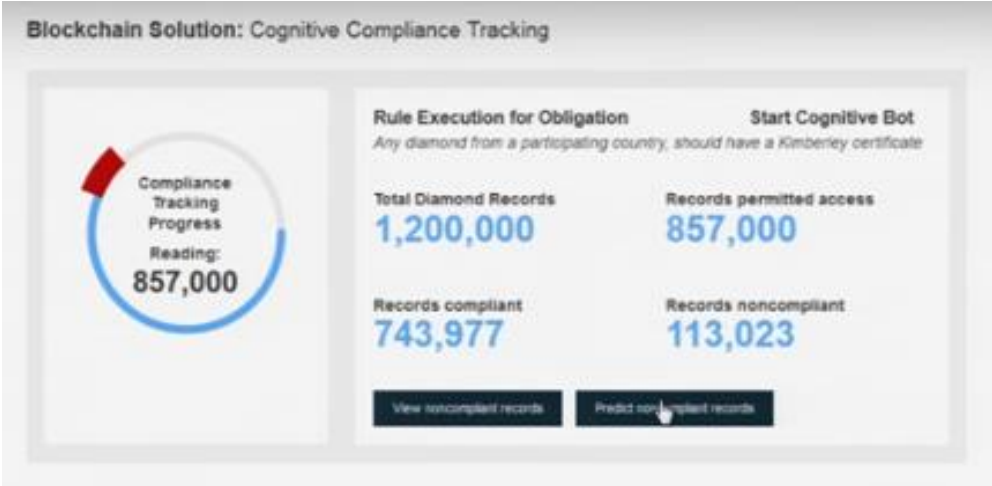 Blockchain Solution: Cognitive Compliance Tracking
Compliance
Tracking
Progress
Reading:
857,000
Rule Execution for Obligation
Start Cognitive Bot
Any diamond from a participating country, should have a Kimberley certificate
Total Diamond Records
1,200,000
Records permitted access
857,000
Records compliant
743,977
Records noncompliant
113,023
View noncompliant records
Predict noncompliant records